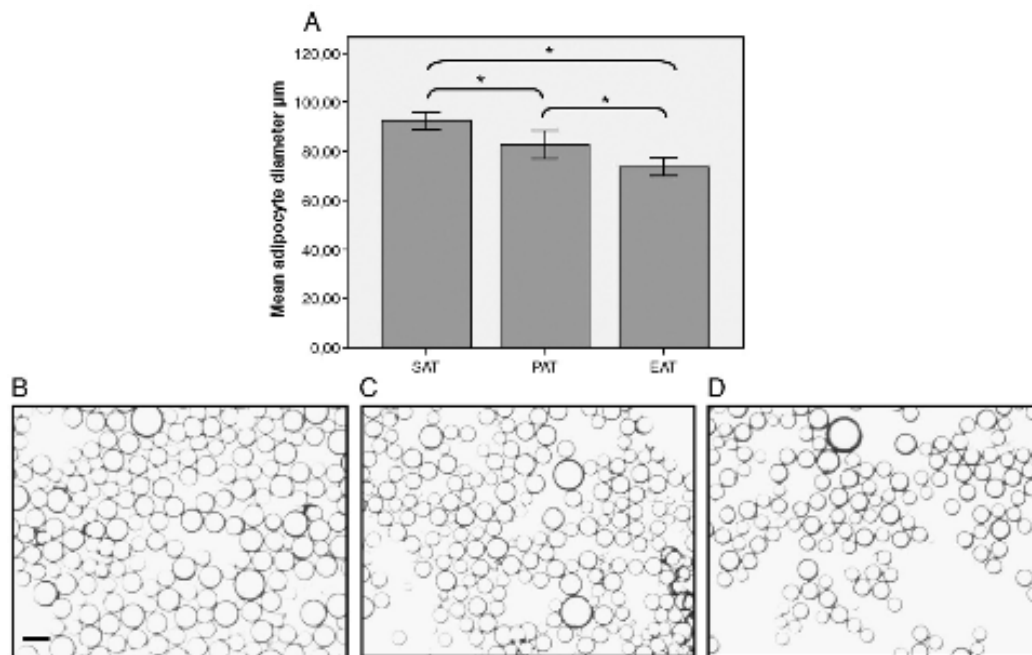 A
Mean adipocyte diameter µm
120,00
100,00
80,00
60,00
40,00
20,00
0,00
*
*
*
SAT
PAT
EAT
B
C
D